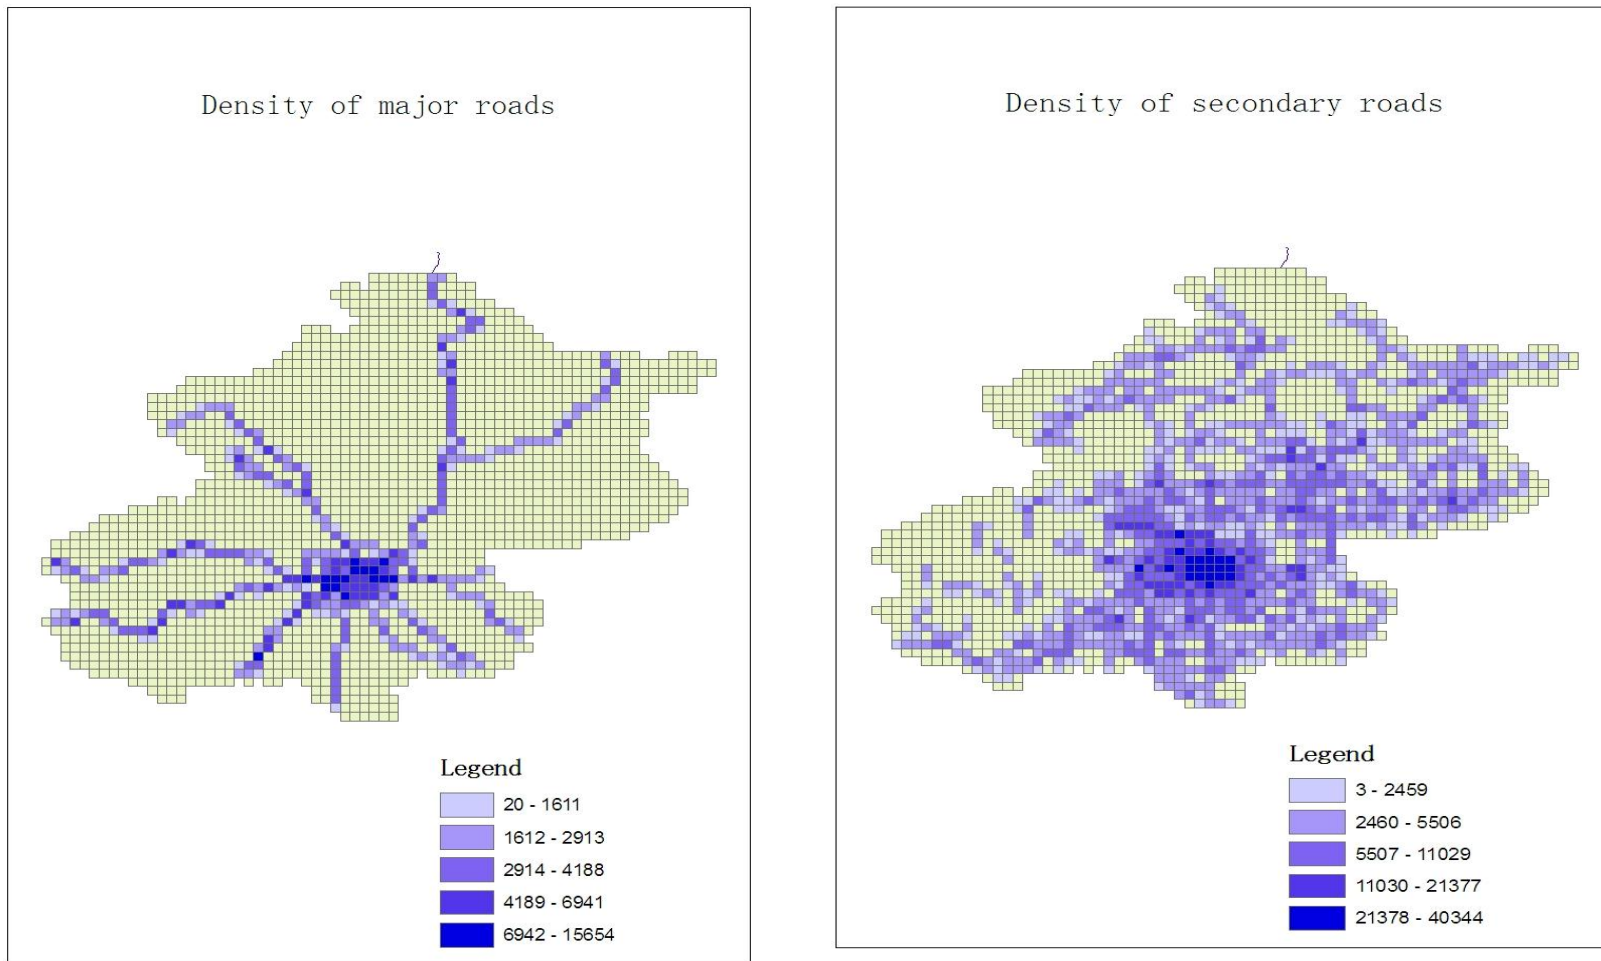 Density of major roads
Legend
20 - 1611
1612 - 2913
2914 - 4188
4189 - 6941
6942 - 15654
Density of secondary roads
Legend
3 - 2459
2460 - 5506
5507 - 11029
11030 - 21377
21378 - 40344